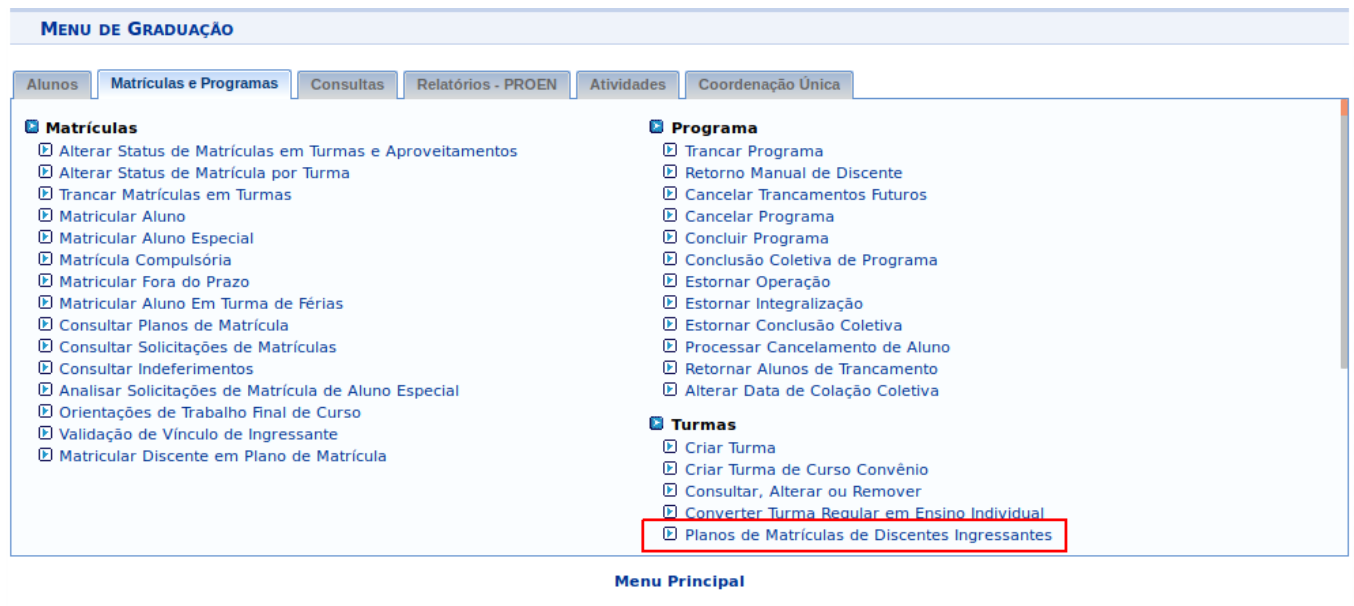 MENU DE GRADUAÇÃO
Alunos
Matrículas e Programas
Consultas
Relatórios - PROEN
Atividades
Coordenação Única
Matrículas
Alterar Status de Matrículas em Turmas e Aproveitamentos
Alterar Status de Matrícula por Turma
Trancar Matrículas em Turmas
Matricular Aluno
Matricular Aluno Especial
Matrícula Compulsória
Matricular Fora do Prazo
Matricular Aluno Em Turma de Férias
Consultar Planos de Matrícula
Consultar Solicitações de Matrículas
Consultar Indeferimentos
Analisar Solicitações de Matrícula de Aluno Especial
Orientações de Trabalho Final de Curso
Validação de Vínculo de Ingressante
Matricular Discente em Plano de Matrícula
Programa
Trancar Programa
Retorno Manual de Discente
Cancelar Trancamentos Futuros
Cancelar Programa
Concluir Programa
Conclusão Coletiva de Programa
Estornar Operação
Estornar Integralização
Estornar Conclusão Coletiva
Processar Cancelamento de Aluno
Retornar Alunos de Trancamento
Alterar Data de Colação Coletiva
Turmas
Criar Turma
Criar Turma de Curso Convênio
Consultar, Alterar ou Remover
Converter Turma Regular em Ensino Individual
Planos de Matrículas de Discentes Ingressantes
Menu Principal